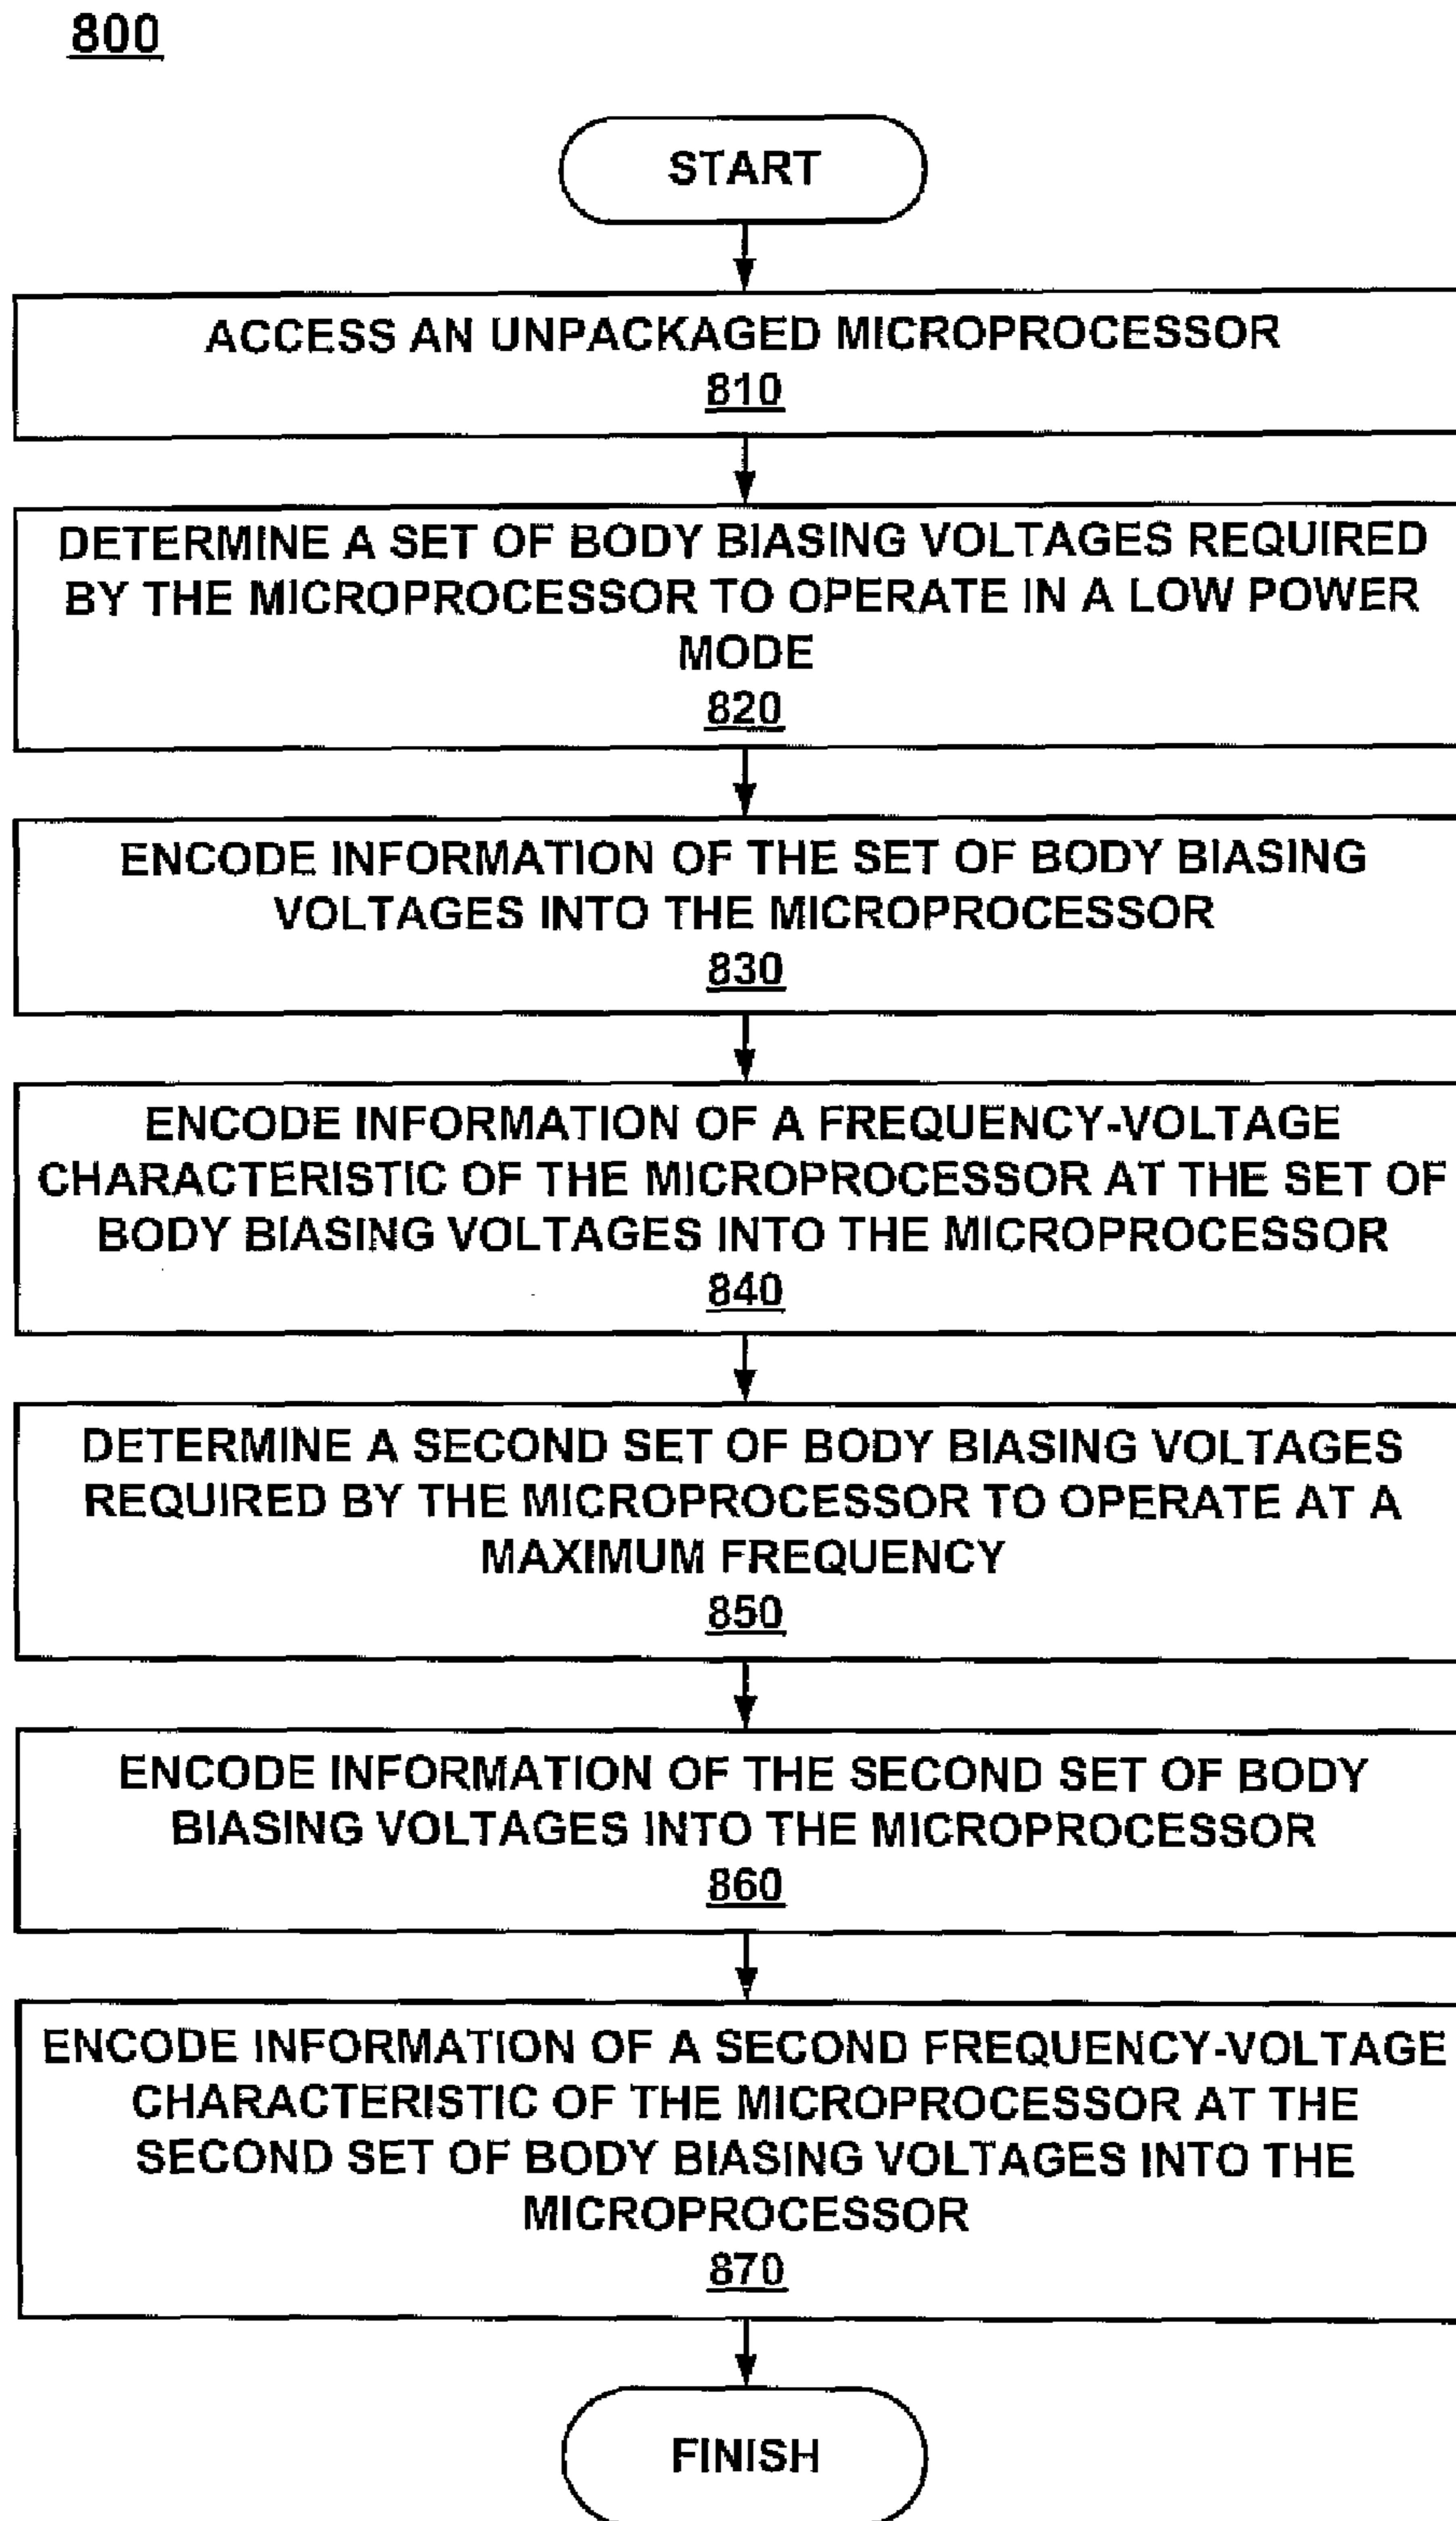 800
START
ACCESS AN UNPACKAGED MICROPROCESSOR
810
DETERMINE A SET OF BODY BIASING VOLTAGES REQUIRED
BY THE MICROPROCESSOR TO OPERATE IN A LOW POWER
MODE
820
ENCODE INFORMATION OF THE SET OF BODY BIASING
VOLTAGES INTO THE MICROPROCESSOR
830
ENCODE INFORMATION OF A FREQUENCY-VOLTAGE
CHARACTERISTIC OF THE MICROPROCESSOR AT THE SET OF
BODY BIASING VOLTAGES INTO THE MICROPROCESSOR
840
DETERMINE A SECOND SET OF BODY BIASING VOLTAGES
REQUIRED BY THE MICROPROCESSOR TO OPERATE AT A
MAXIMUM FREQUENCY
850
ENCODE INFORMATION OF THE SECOND SET OF BODY
BIASING VOLTAGES INTO THE MICROPROCESSOR
860
ENCODE INFORMATION OF A SECOND FREQUENCY-VOLTAGE
CHARACTERISTIC OF THE MICROPROCESSOR AT THE
SECOND SET OF BODY BIASING VOLTAGES INTO THE
MICROPROCESSOR
870
FINISH